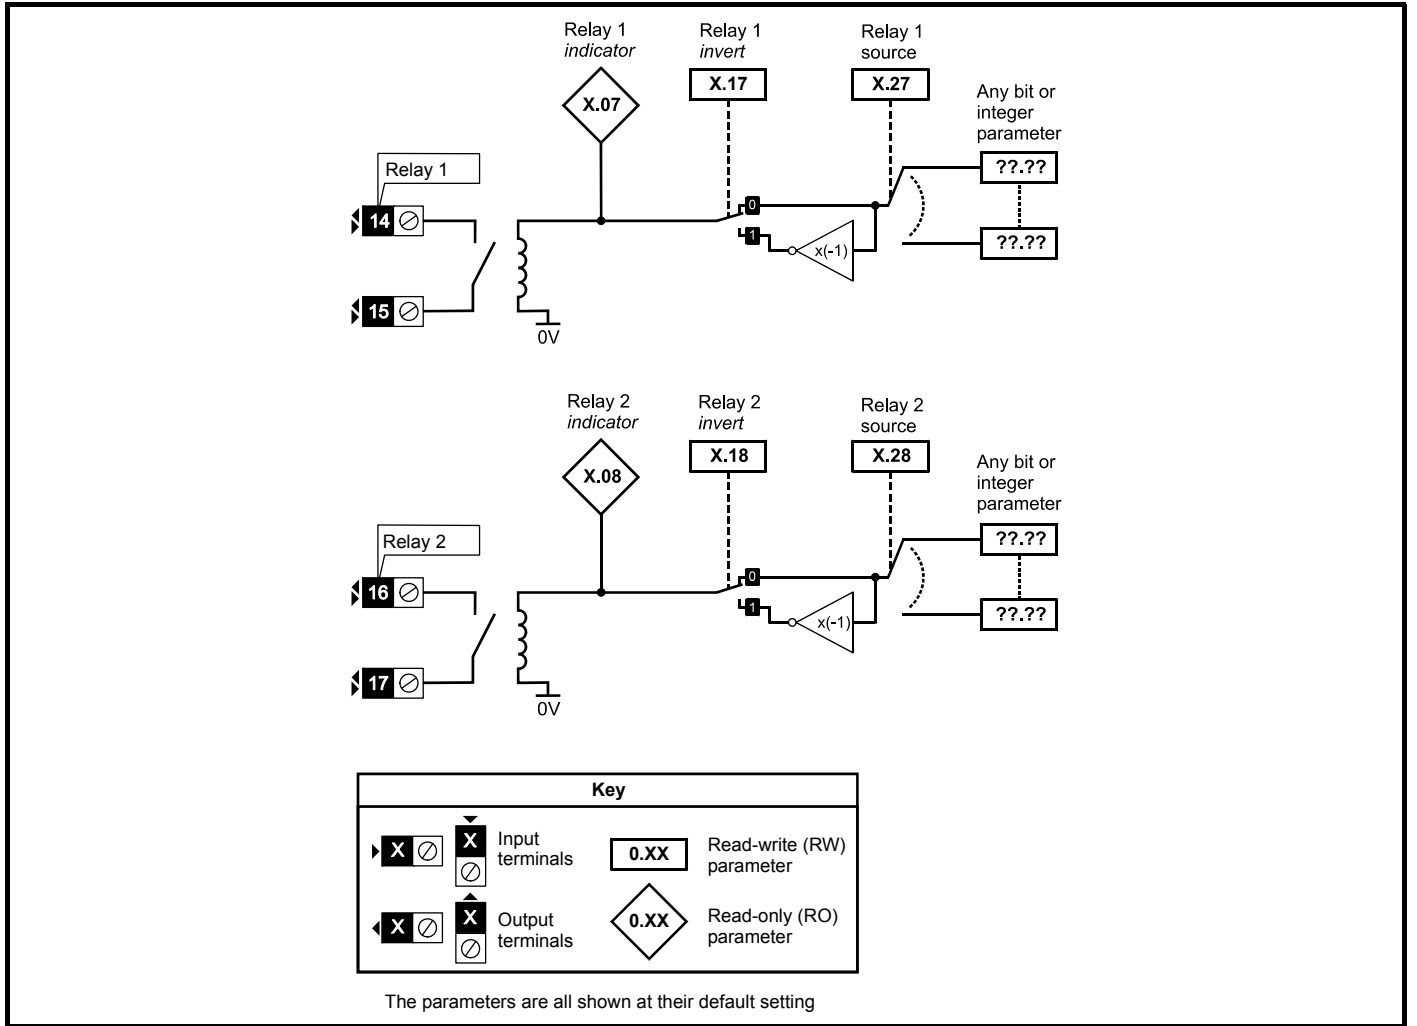 Relay 1
indicator
Relay 1
invert
Relay 1
source
X.07
X.17
X.27
Any bit or
integer
parameter
??.??
??.??
Relay 1
14
15
0
1
x(-1)
0V
Relay 2
indicator
Relay 2
invert
Relay 2
source
X.08
X.18
X.28
Any bit or
integer
parameter
??.??
??.??
Relay 2
16
17
0
1
x(-1)
0V
Key
X
X
Input
terminals
0.XX
Read-write (RW)
parameter
X
X
Output
terminals
0.XX
Read-only (RO)
parameter
The parameters are all shown at their default setting